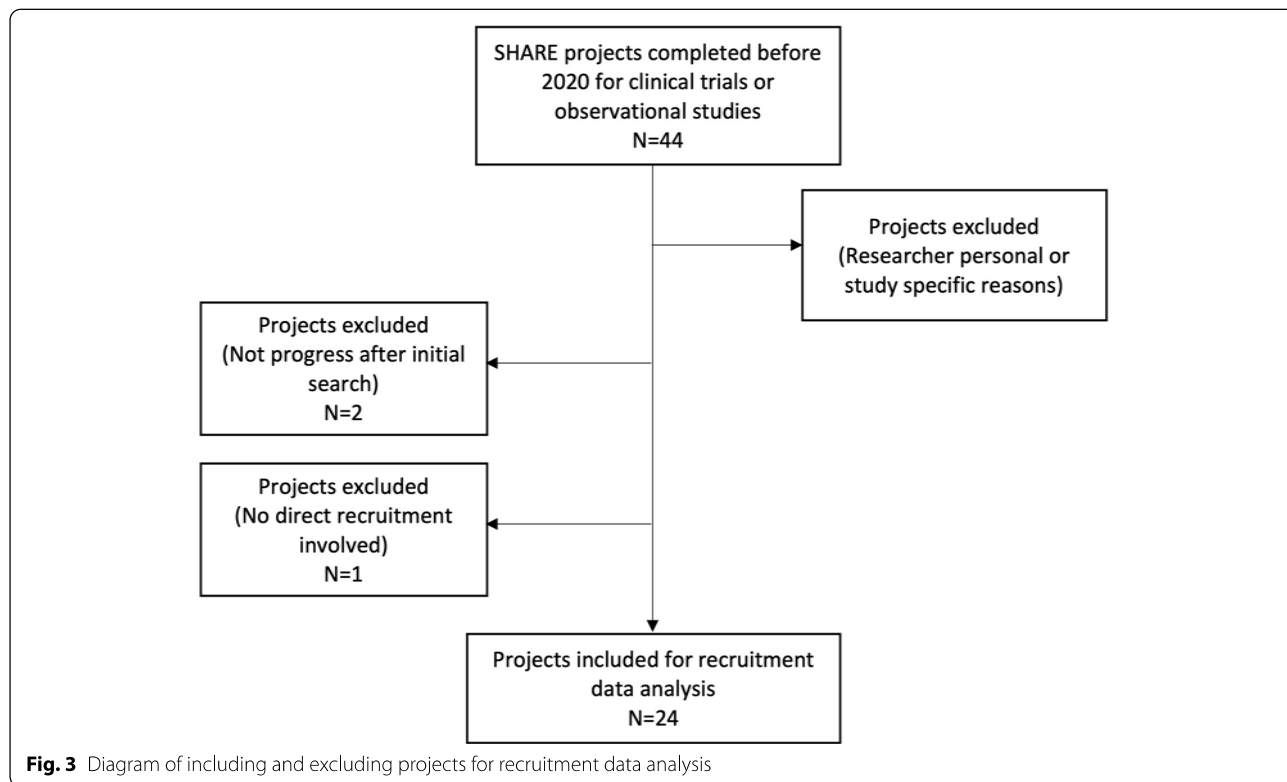 SHARE projects completed before
2020 for clinical trials or
observational studies
N=44
Projects excluded
(Researcher personal or
study specific reasons)
Projects excluded
(Not progress after initial
search)
N=2
Projects excluded
(No direct recruitment
involved)
N=1
Projects included for recruitment
data analysis
N=24
Fig. 3 Diagram of including and excluding projects for recruitment data analysis